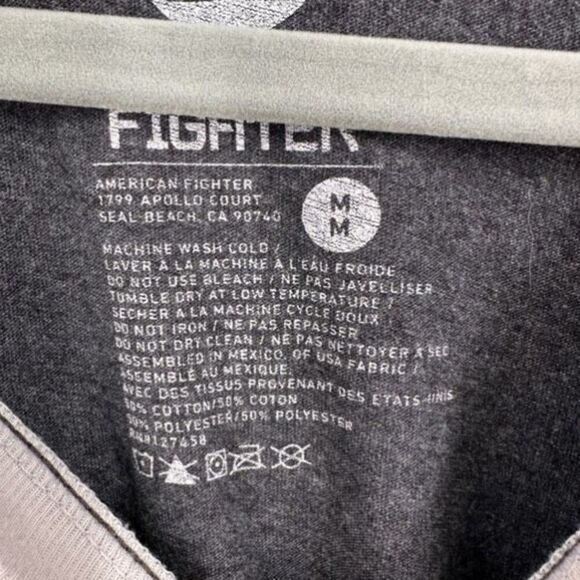 FIGHTER
AMERICAN FIGHTER
1799 APOLLO COURT
SEAL BEACH, CA 90740
M
M
MACHINE WASH COLD /
LAVER À LA MACHINE À L'EAU FROIDE
DO NOT USE BLEACH / NE PAS JAVELLISER
TUMBLE DRY AT LOW TEMPERATURE /
SECHER A LA MACHINE CYCLE DOUX
DO NOT IRON / NE PAS REPASSER
DO NOT DRY CLEAN / NE PAS NETTOYER A SEC
ASSEMBLED IN MEXICO, OF USA FABRIC /
ASSEMBLÉ AU MEXIQUE,
AVEC DES TISSUS PROVENANT DES ETATS-UNIS
50% COTTON/50% COTON
50% POLYESTER/50% POLYESTER
RN#127458